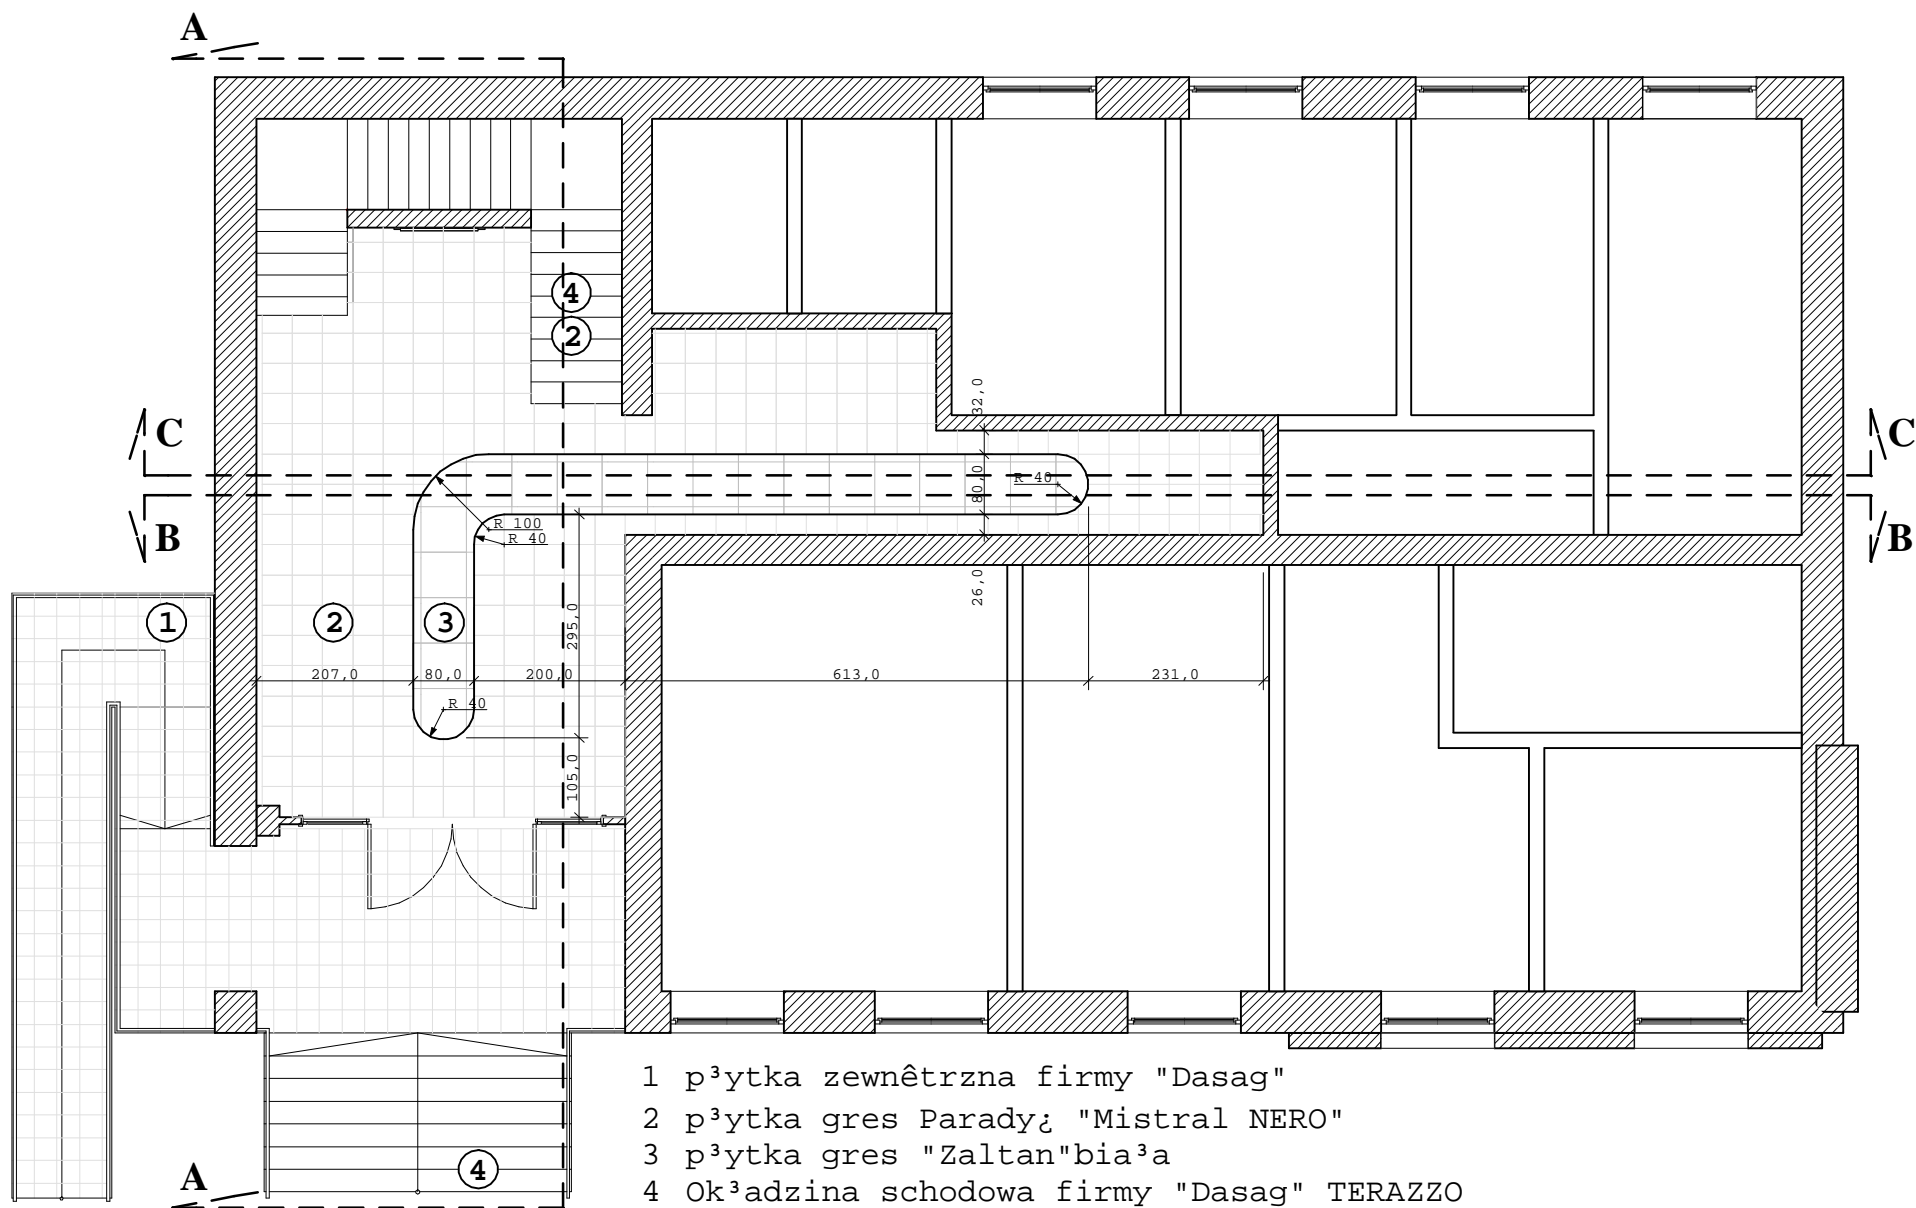 A
4
2
32,0
C
C
80,0
R 40
R 100
R 40
B
B
26,0
1
2
3
295,0
207,0
80,0
200,0
613,0
231,0
R 40
105,0
1 p³ytka zewnêtrzna firmy "Dasag"
2 p³ytka gres Parady¿ "Mistral NERO"
3 p³ytka gres "Zaltan"bia³a
4 Ok³adzina schodowa firmy "Dasag" TERAZZO
4
A